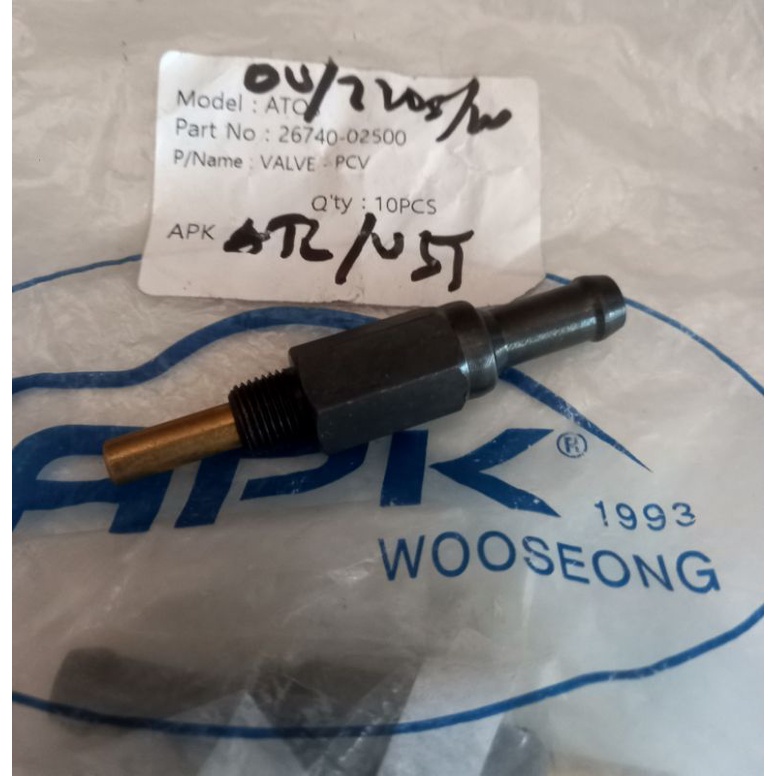 Model : ATO
Part No : 26740-02500
P/Name : VALVE - PCV
Q'ty : 10PCS
APK
APK ®
1993
WOOSEONG